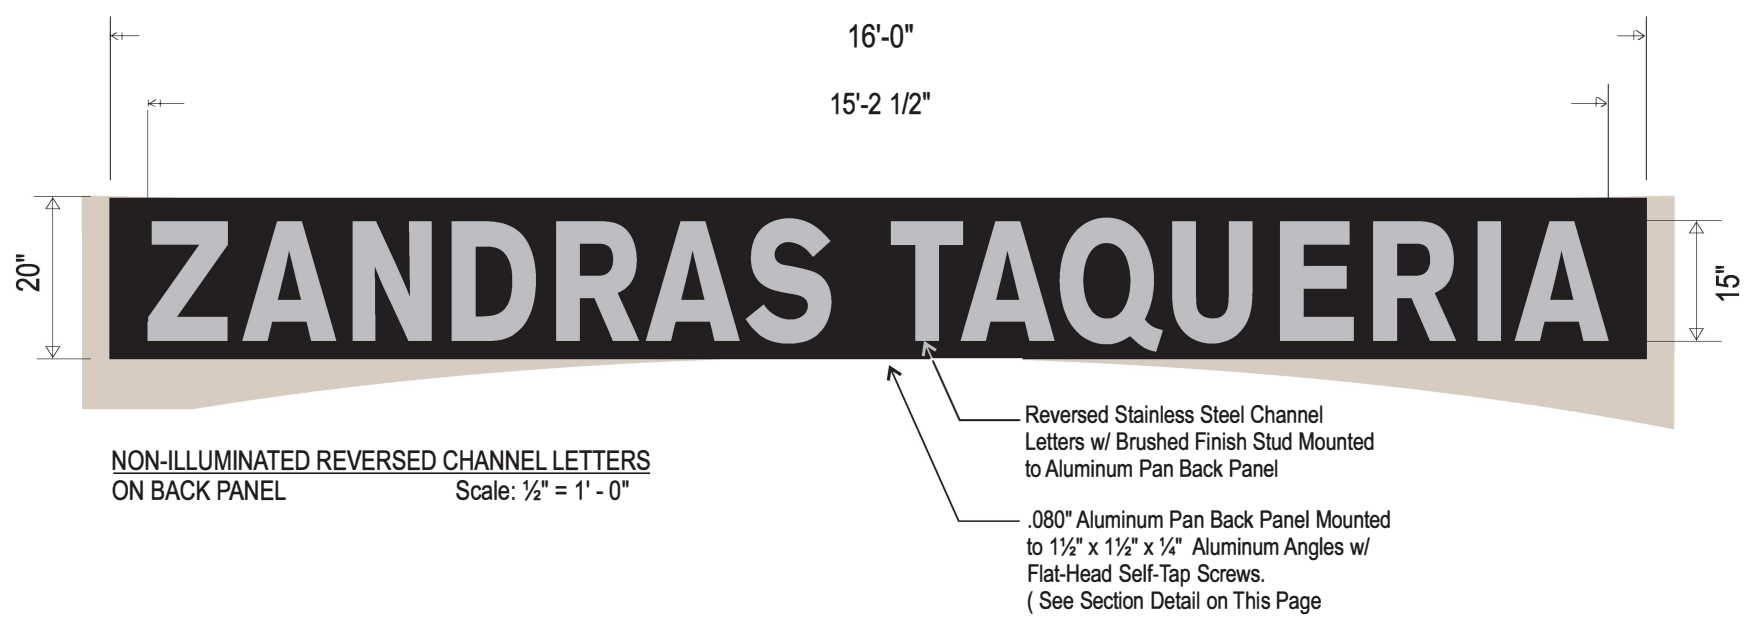 16'-0"
15'-2 1/2"
20"
ZANDRAS TAQUERIA
15"
Reversed Stainless Steel Channel
Letters w/ Brushed Finish Stud Mounted
to Aluminum Pan Back Panel
NON-ILLUMINATED REVERSED CHANNEL LETTERS
ON BACK PANEL Scale: ½" = 1' - 0"
.080" Aluminum Pan Back Panel Mounted
to 1½" x 1½" x ¼" Aluminum Angles w/
Flat-Head Self-Tap Screws.
( See Section Detail on This Page